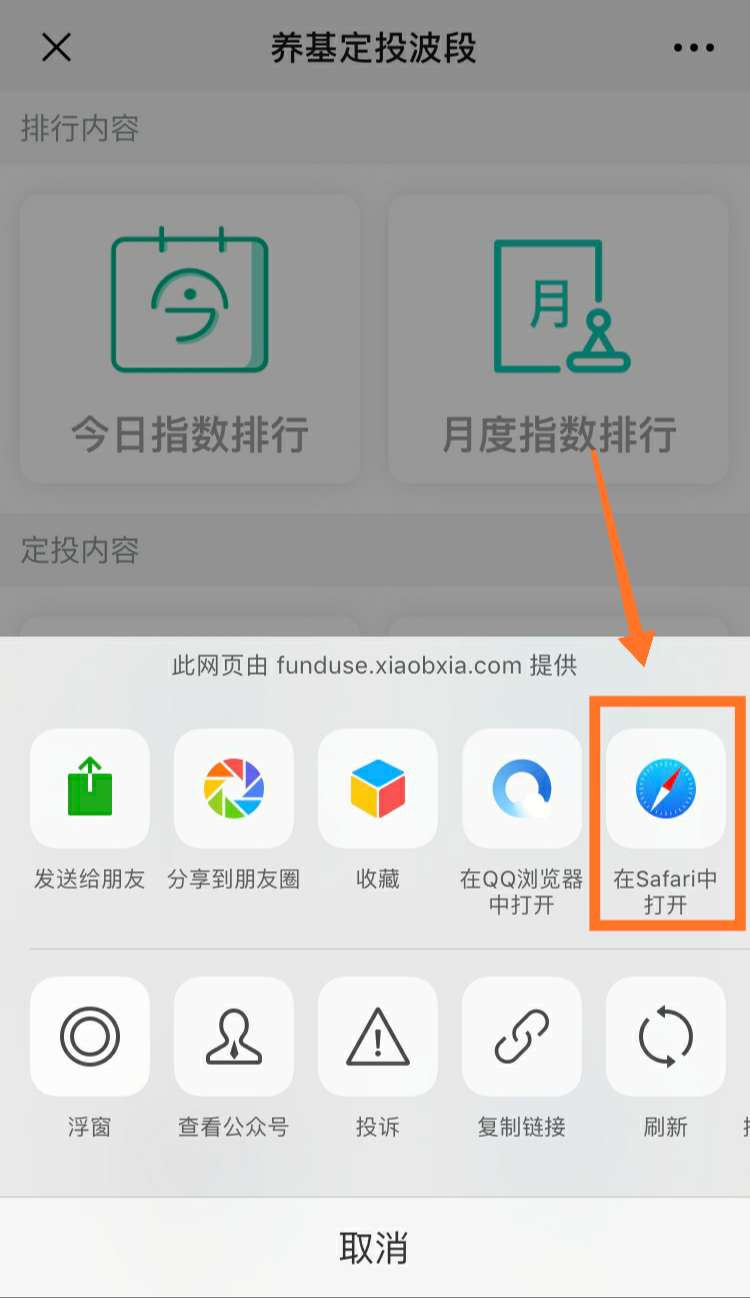 养基定投波段
排行内容
今
月
今日指数排行
月度指数排行
定投内容
此网页由 funduse.xiaobxia.com 提供
发送给朋友
分享到朋友圈
收藏
在QQ浏览器
中打开
在Safari中
打开
浮窗
查看公众号
投诉
复制链接
刷新
取消